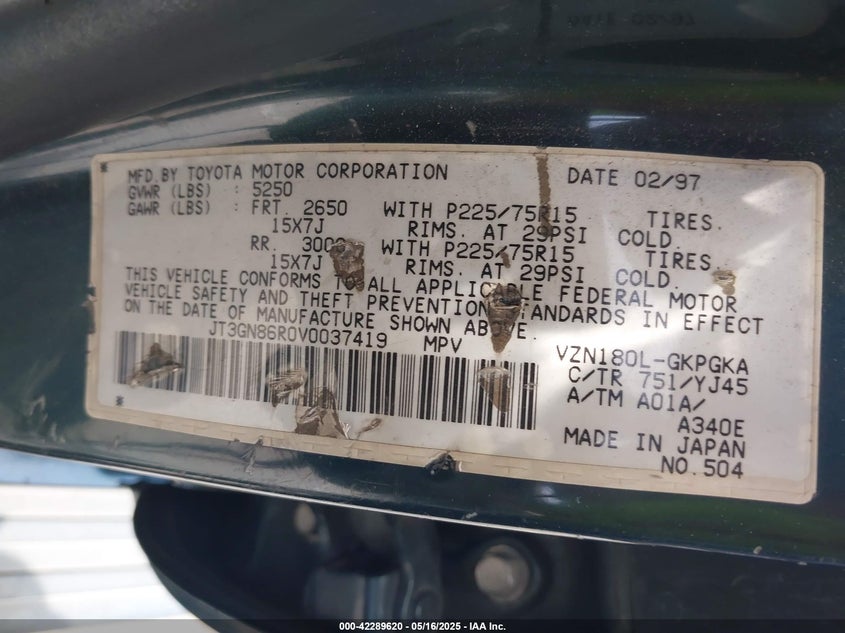 MFD.BY TOYOTA MOTOR CORPORATION DATE 02/97
GVWR (LBS) : 5250
GAWR (LBS) : FRT. 2650 WITH P225/75R15 TIRES.
15X7J RIMS. AT 29PSI COLD.
RR. 3000 WITH P225/75R15 TIRES.
15X7J RIMS. AT 29PSI COLD.
THIS VEHICLE CONFORMS TO ALL APPLICABLE FEDERAL MOTOR
VEHICLE SAFETY AND THEFT PREVENTION STANDARDS IN EFFECT
ON THE DATE OF MANUFACTURE SHOWN ABOVE.
JT3GN86R0V0037419 MPV
VZN180L-GKPGKA
C/TR 751/YJ45
A/TM A01A/
A340E
MADE IN JAPAN
NO.504
000-42289620 - 05/16/2025 - IAA Inc.